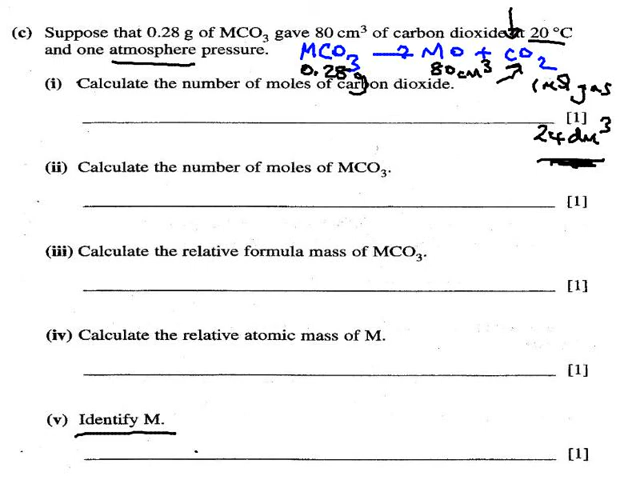 (c) Suppose that 0.28 g of MCO₃ gave 80 cm³ of carbon dioxide at 20 °C
and one atmosphere pressure.
MCO₃ → MO + CO₂
0.28g 80cm³
(i) Calculate the number of moles of carbon dioxide.
gas
[1]
24dm³
(ii) Calculate the number of moles of MCO₃.
[1]
(iii) Calculate the relative formula mass of MCO₃.
[1]
(iv) Calculate the relative atomic mass of M.
[1]
(v) Identify M.
[1]